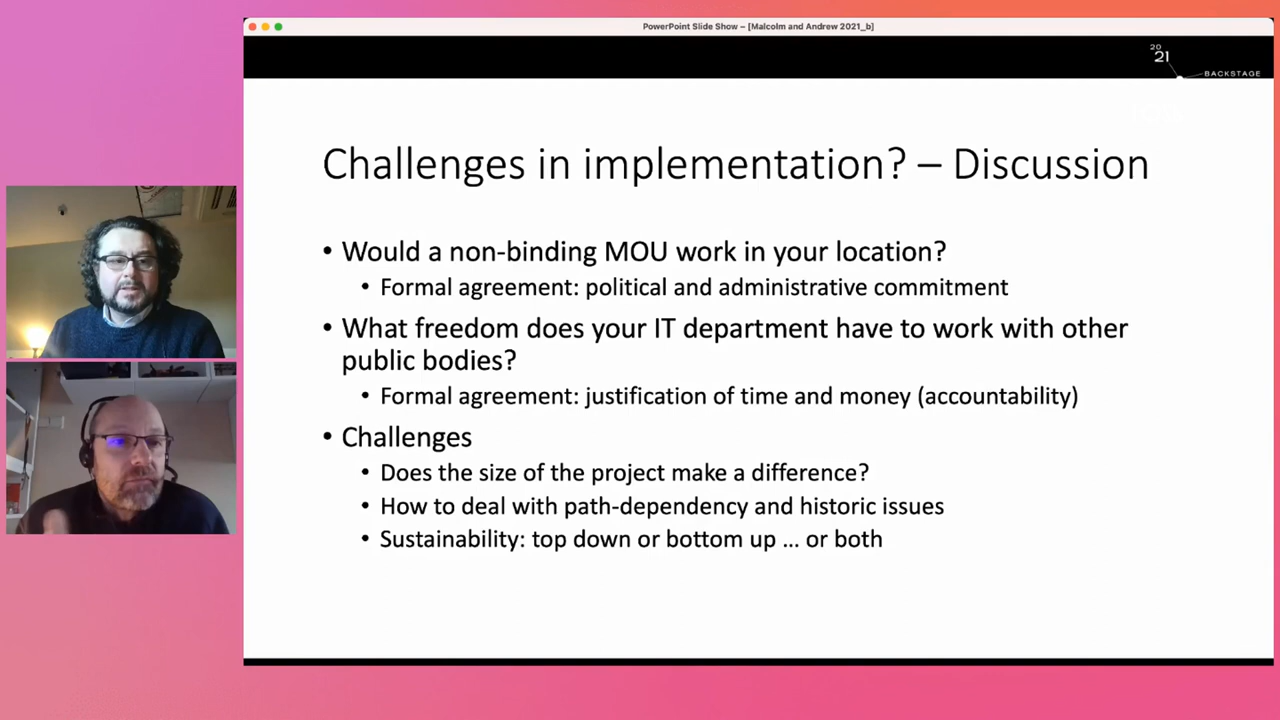 PowerPoint Slide Show – [Malcolm and Andrew 2021_b]
20
21
BACKSTAGE
Challenges in implementation? – Discussion
• Would a non-binding MOU work in your location?
• Formal agreement: political and administrative commitment
• What freedom does your IT department have to work with other
public bodies?
• Formal agreement: justification of time and money (accountability)
• Challenges
• Does the size of the project make a difference?
• How to deal with path-dependency and historic issues
• Sustainability: top down or bottom up ... or both